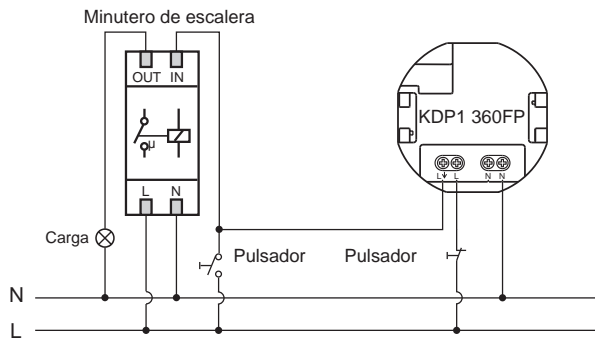 Minutero de escalera
OUT IN
KDP1 360FP
μ
L N
L↓ L N N
Carga
Pulsador
Pulsador
N
L